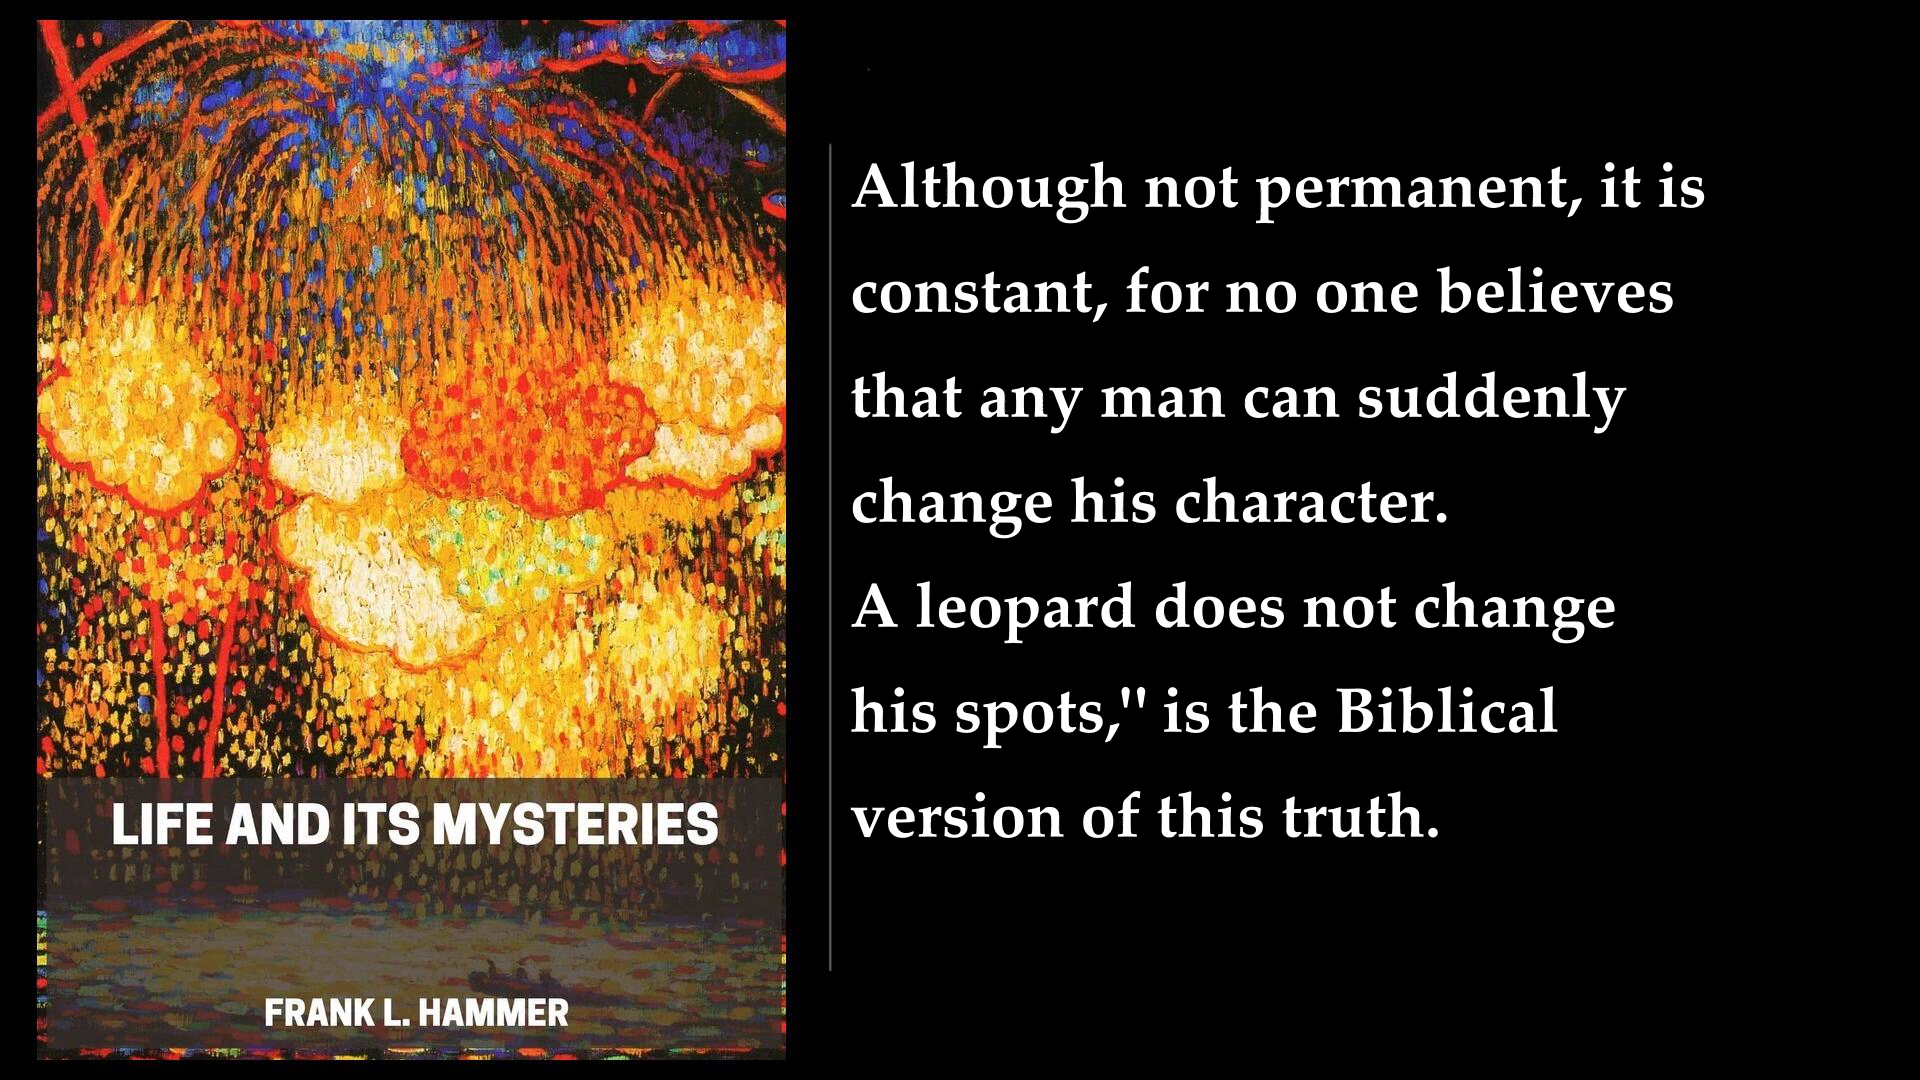 LIFE AND ITS MYSTERIES
FRANK L. HAMMER
Although not permanent, it is
constant, for no one believes
that any man can suddenly
change his character.
A leopard does not change
his spots," is the Biblical
version of this truth.